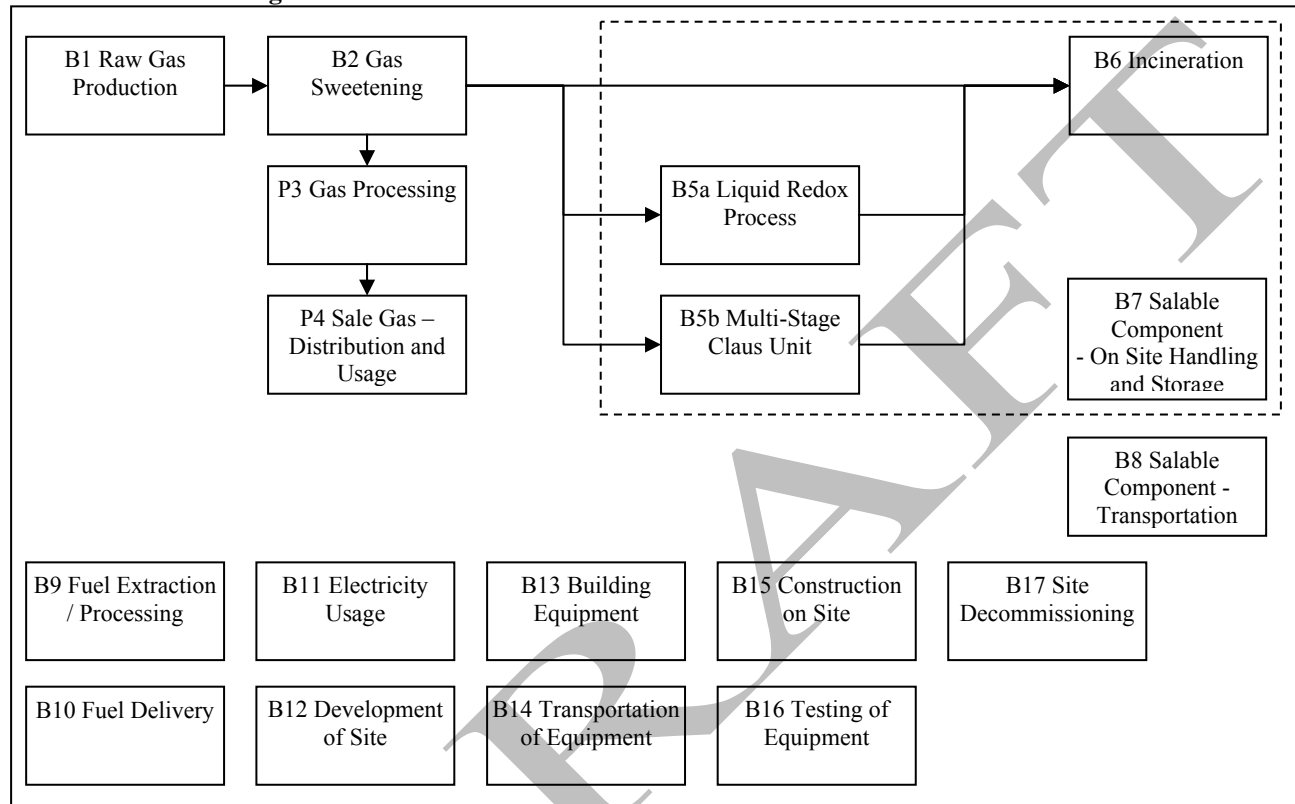 B1 Raw Gas
Production
B2 Gas
Sweetening
B6 Incineration
P3 Gas Processing
B5a Liquid Redox
Process
P4 Sale Gas –
Distribution and
Usage
B5b Multi-Stage
Claus Unit
B7 Salable
Component
- On Site Handling
and Storage
B8 Salable
Component -
Transportation
B9 Fuel Extraction
/ Processing
B11 Electricity
Usage
B13 Building
Equipment
B15 Construction
on Site
B17 Site
Decommissioning
B10 Fuel Delivery
B12 Development
of Site
B14 Transportation
of Equipment
B16 Testing of
Equipment
RAFT